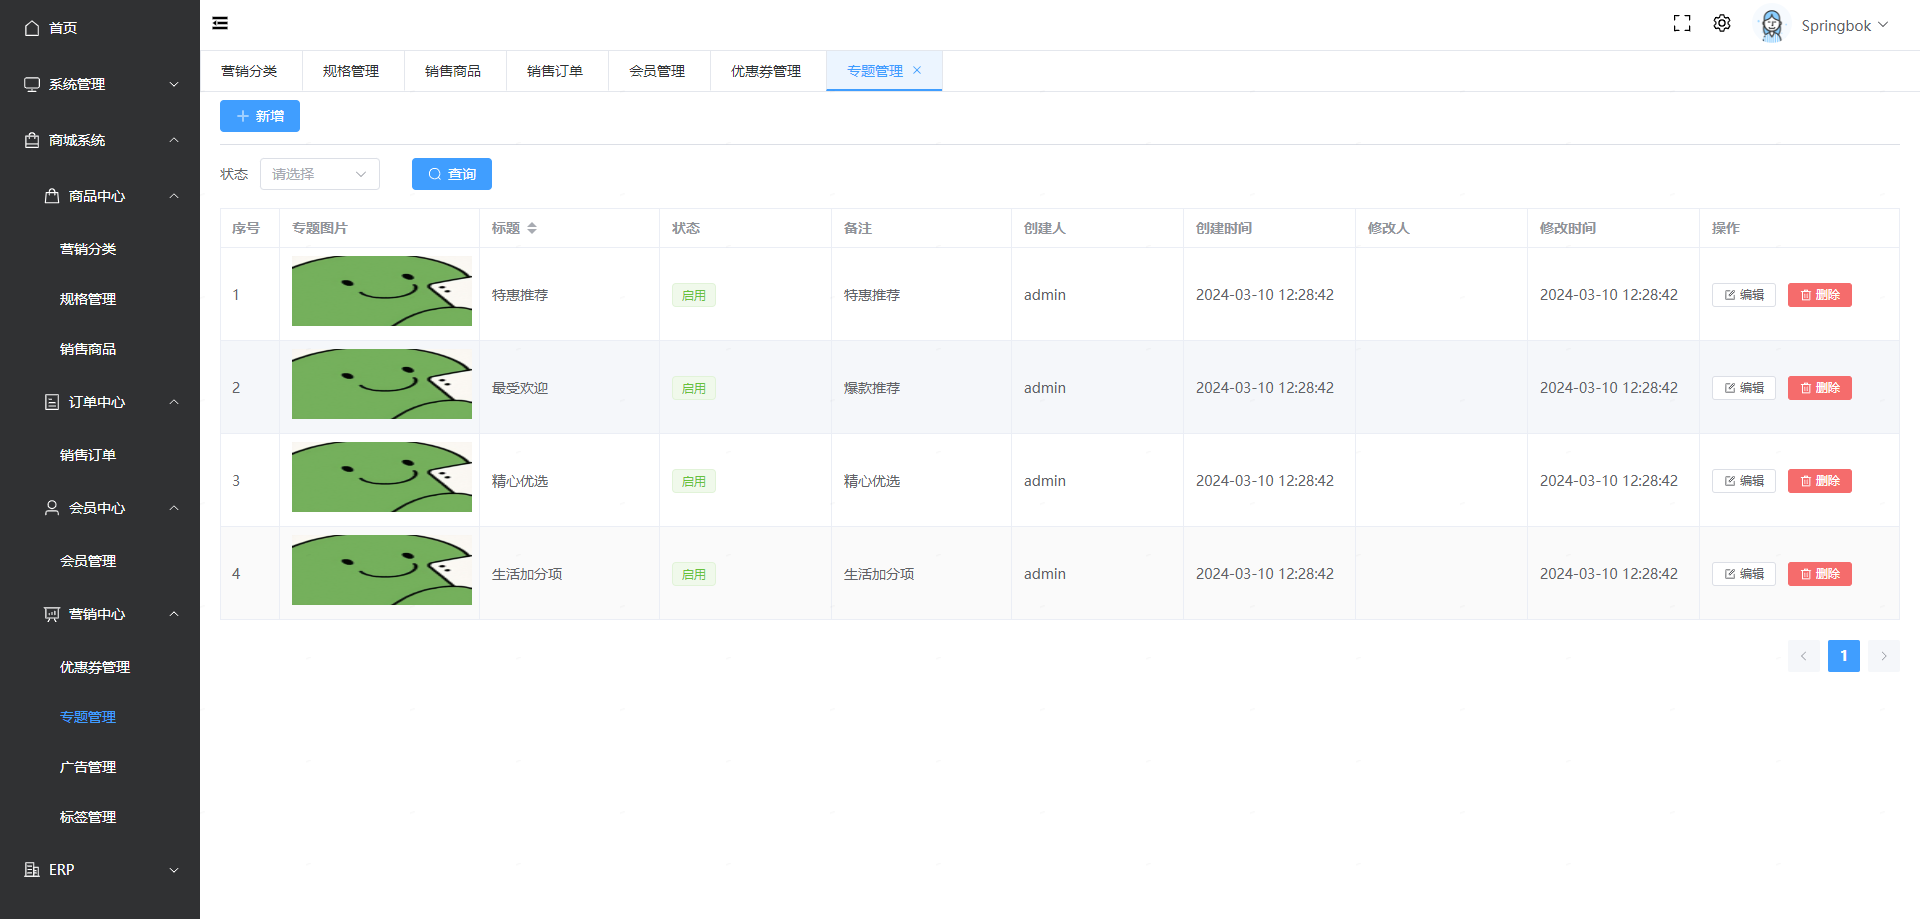 首页
系统管理
商城系统
商品中心
营销分类
规格管理
销售商品
订单中心
销售订单
会员中心
会员管理
营销中心
优惠券管理
专题管理
广告管理
标签管理
ERP
Springbok
营销分类 规格管理 销售商品 销售订单 会员管理 优惠券管理 专题管理
新增
状态 请选择 查询
序号 专题图片 标题 状态 备注 创建人 创建时间 修改人 修改时间 操作
1 特惠推荐 启用 特惠推荐 admin 2024-03-10 12:28:42 2024-03-10 12:28:42 编辑 删除
2 最受欢迎 启用 爆款推荐 admin 2024-03-10 12:28:42 2024-03-10 12:28:42 编辑 删除
3 精心优选 启用 精心优选 admin 2024-03-10 12:28:42 2024-03-10 12:28:42 编辑 删除
4 生活加分项 启用 生活加分项 admin 2024-03-10 12:28:42 2024-03-10 12:28:42 编辑 删除
1